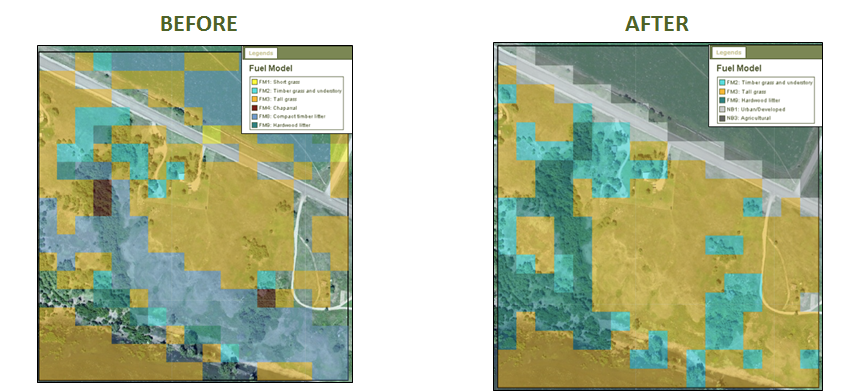 BEFORE
AFTER
Legends
Fuel Model
FM1: Short grass
FM2: Timber grass and understory
FM3: Tall grass
FM4: Chaparral
FM8: Compact timber litter
FM9: Hardwood litter
Legends
Fuel Model
FM2: Timber grass and understory
FM3: Tall grass
FM9: Hardwood litter
NB1: Urban/Developed
NB3: Agricultural